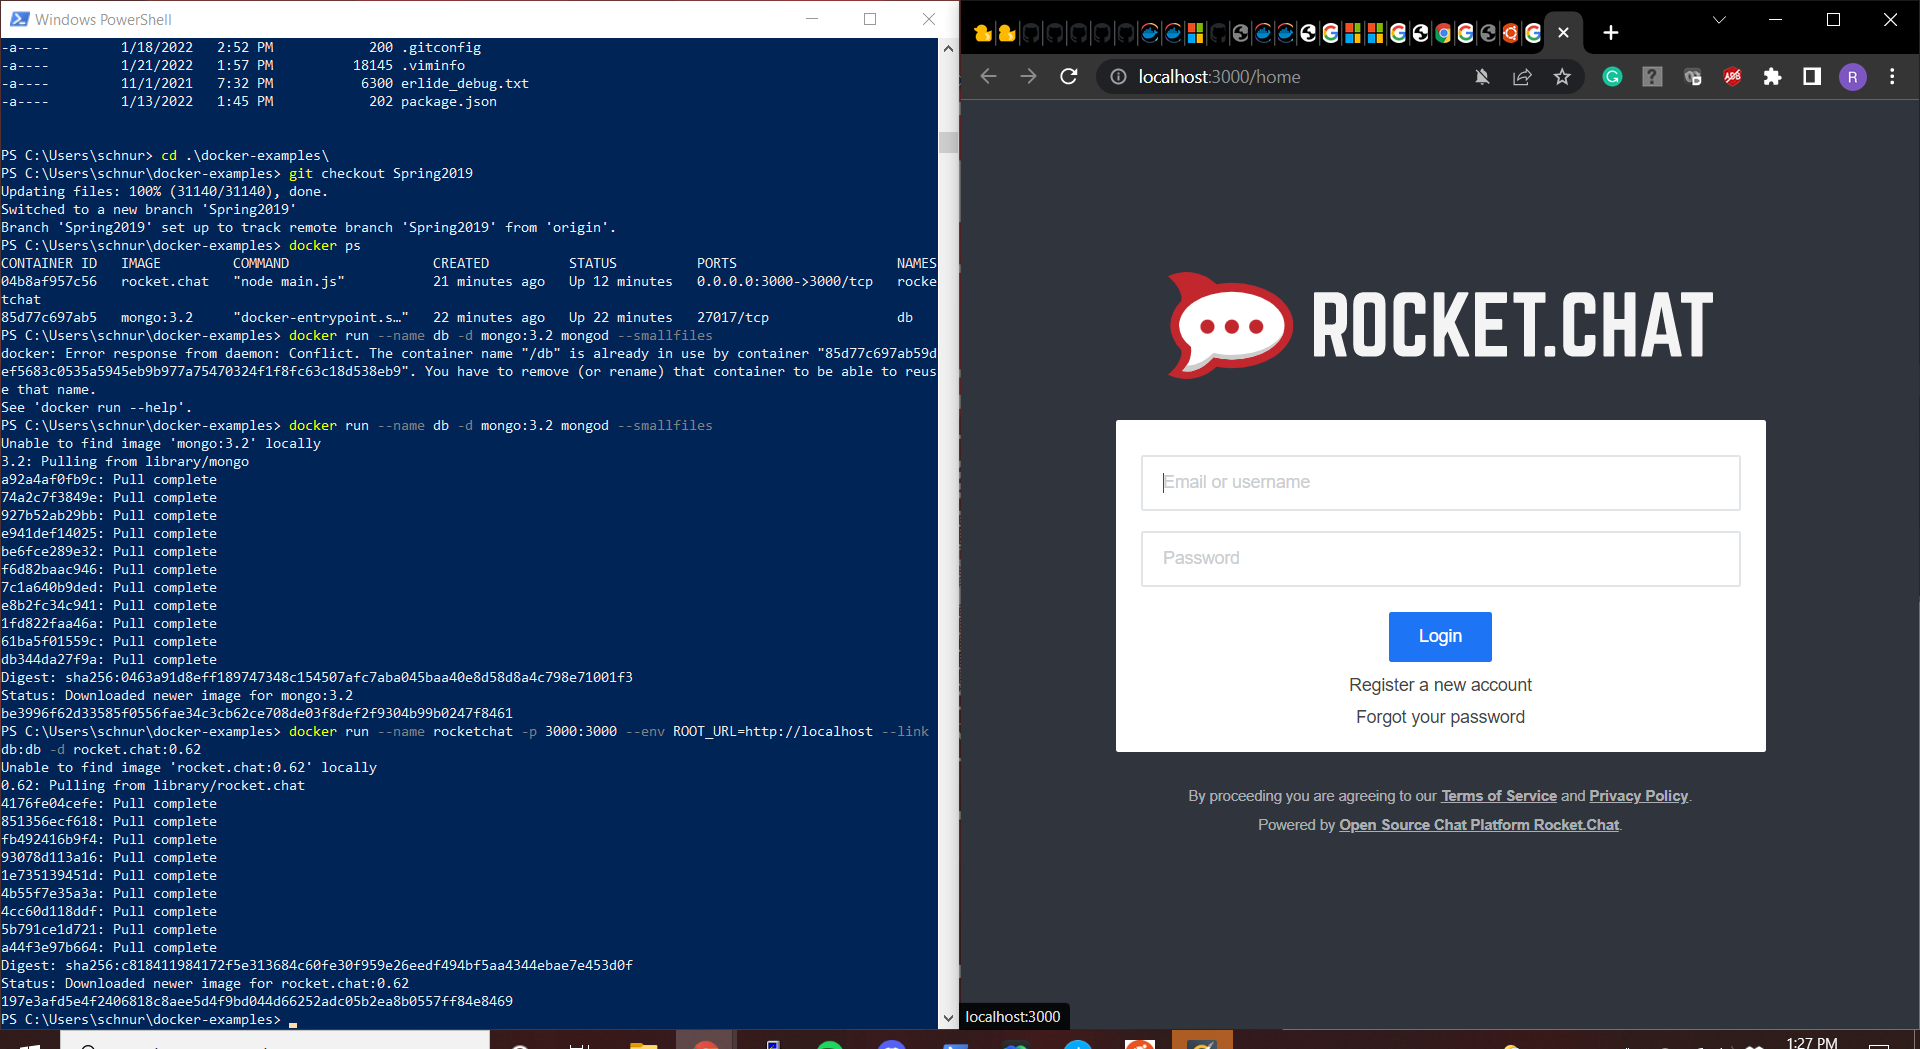 Windows PowerShell
-a----         1/18/2022   2:52 PM            200 .gitconfig
-a----         1/21/2022   1:57 PM          18145 .viminfo
-a----         11/1/2021   7:32 PM           6300 erlide_debug.txt
-a----         1/13/2022   1:45 PM            202 package.json
PS C:\Users\schnur> cd .\docker-examples\
PS C:\Users\schnur\docker-examples> git checkout Spring2019
Updating files: 100% (31140/31140), done.
Switched to a new branch 'Spring2019'
Branch 'Spring2019' set up to track remote branch 'Spring2019' from 'origin'.
PS C:\Users\schnur\docker-examples> docker ps
CONTAINER ID   IMAGE         COMMAND                  CREATED          STATUS          PORTS                    NAMES
04b8af957c56   rocket.chat   "node main.js"           21 minutes ago   Up 12 minutes   0.0.0.0:3000->3000/tcp   rocke
tchat
85d77c697ab5   mongo:3.2     "docker-entrypoint.s…"   22 minutes ago   Up 22 minutes   27017/tcp                db
PS C:\Users\schnur\docker-examples> docker run --name db -d mongo:3.2 mongod --smallfiles
docker: Error response from daemon: Conflict. The container name "/db" is already in use by container "85d77c697ab59d
ef5683c0535a5945eb9b977a75470324f1f8fc63c18d538eb9". You have to remove (or rename) that container to be able to reus
e that name.
See 'docker run --help'.
PS C:\Users\schnur\docker-examples> docker run --name db -d mongo:3.2 mongod --smallfiles
Unable to find image 'mongo:3.2' locally
3.2: Pulling from library/mongo
a92a4af0fb9c: Pull complete
74a2c7f3849e: Pull complete
927b52ab29bb: Pull complete
e941def14025: Pull complete
be6fce289e32: Pull complete
f6d82baac946: Pull complete
7c1a640b9ded: Pull complete
e8b2fc34c941: Pull complete
1fd822faa46a: Pull complete
61ba5f01559c: Pull complete
db344da27f9a: Pull complete
Digest: sha256:0463a91d8eff189747348c154507afc7aba045baa40e8d58d8a4c798e71001f3
Status: Downloaded newer image for mongo:3.2
be3996f62d33585f0556fae34c3cb62ce708de03f8def2f9304b99b0247f8461
PS C:\Users\schnur\docker-examples> docker run --name rocketchat -p 3000:3000 --env ROOT_URL=http://localhost --link
db:db -d rocket.chat:0.62
Unable to find image 'rocket.chat:0.62' locally
0.62: Pulling from library/rocket.chat
4176fe04cefe: Pull complete
851356ecf618: Pull complete
fb492416b9f4: Pull complete
93078d113a16: Pull complete
1e735139451d: Pull complete
4b55f7e35a3a: Pull complete
4cc60d118ddf: Pull complete
5b791ce1d721: Pull complete
a44f3e97b664: Pull complete
Digest: sha256:c818411984172f5e313684c60fe30f959e26eedf494bf5aa4344ebae7e453d0f
Status: Downloaded newer image for rocket.chat:0.62
197e3afd5e4f2406818c8aee5d4f9bd044d66252adc05b2ea8b0557ff84e8469
PS C:\Users\schnur\docker-examples>
localhost:3000/home
R
ROCKET.CHAT
Email or username
Password
Login
Register a new account
Forgot your password
By proceeding you are agreeing to our Terms of Service and Privacy Policy.
Powered by Open Source Chat Platform Rocket.Chat.
localhost:3000
1:27 PM